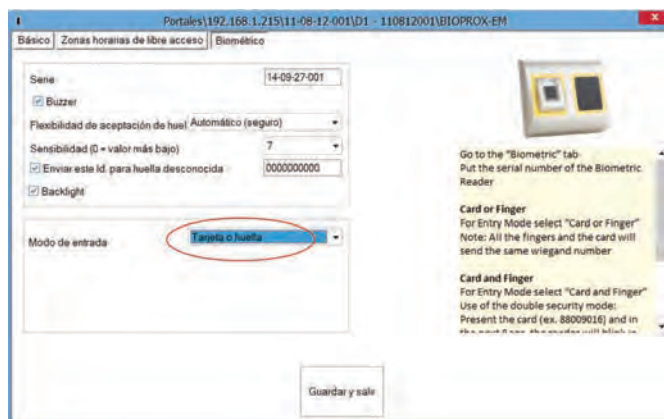 Portales\192.168.1.215\11-08-12-001\D1 - 110812001\BIOPROX-EM
x
Básico Zonas horarias de libre acceso Biométrico
Serie 14-09-27-001
Buzzer
Flexibilidad de aceptación de huel Automático (seguro)
Sensibilidad (0 = valor más bajo) 7
Enviar este Id. para huella desconocida 0000000000
Backlight
Modo de entrada Tarjeta o huella
Go to the "Biometric" tab
Put the serial number of the Biometric
Reader
Card or Finger
For Entry Mode select "Card or Finger"
Note: All the fingers and the card will
send the same wiegand number
Card and Finger
For Entry Mode select "Card and Finger"
Use of the double security mode:
Present the card (ex. 88009016) and in
Guardar y salir